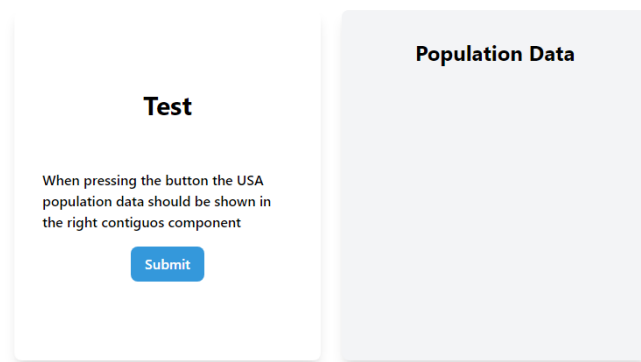 Test
When pressing the button the USA
population data should be shown in
the right contiguos component
Submit
Population Data